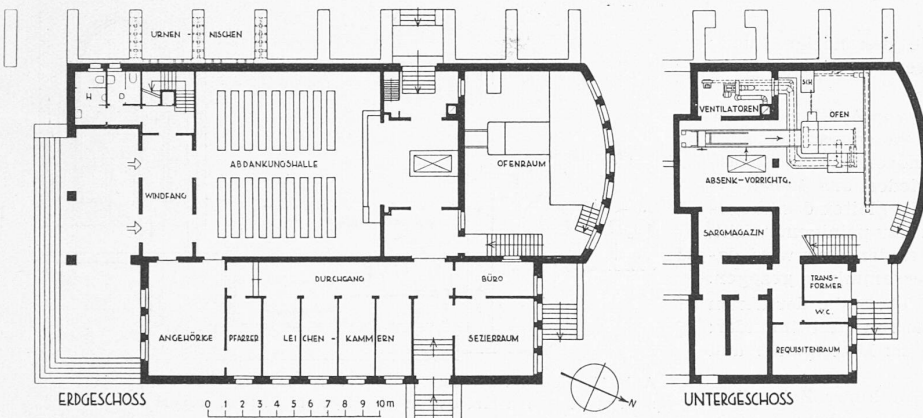 URNEN - NISCHEN
H D
ABDANKUNGSHALLE
WINDFANG
OFENRAUM
DURCHGANG
BÜRO
ANGEHÖRIGE
PFARRER
LEICHEN - KAMMERN
SEZIERRAUM
ERDGESCHOSS
0 1 2 3 4 5 6 7 8 9 10m
N
VENTILATOREN
SCH
OFEN
ABSENK-VORRICHTG.
SARGMAGAZIN
TRANS-
FORMER
W.C.
REQUISITENRAUM
UNTERGESCHOSS